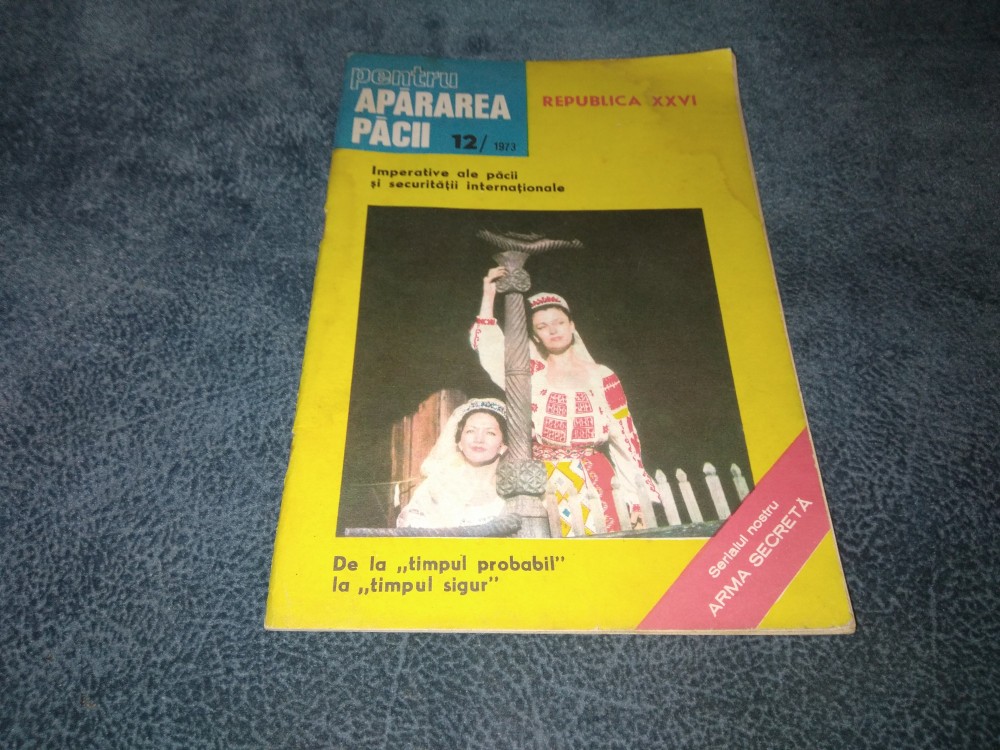 pentru
APĂRAREA
PĂCII 12/ 1973
REPUBLICA XXVI
Imperative ale păcii
și securității internaționale
De la „timpul probabil”
la „timpul sigur”
Serialul nostru
ARMA SECRETĂ